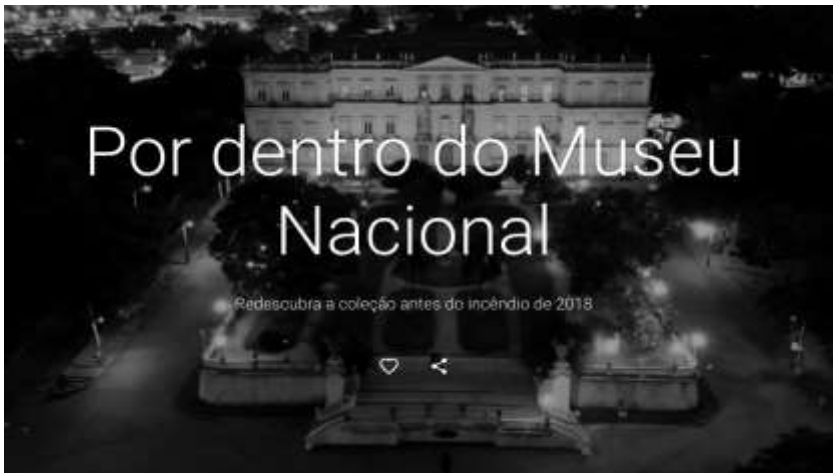 Por dentro do Museu
Nacional
Redescubra a coleção antes do incêndio de 2018